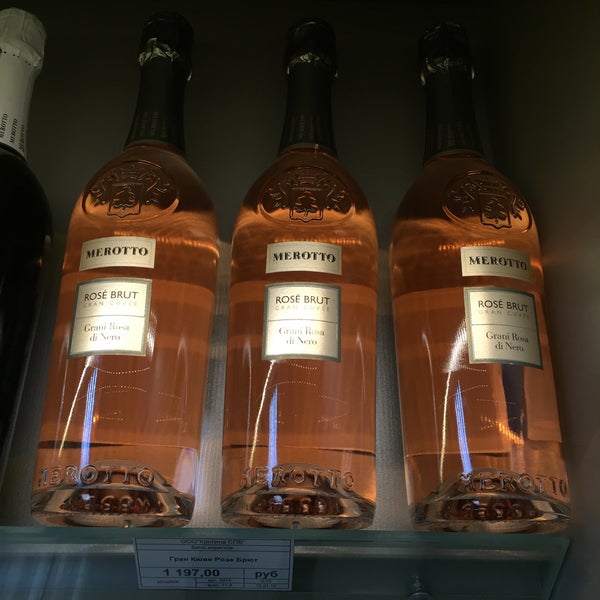 MEROTTO
MEROTTO
ROSÉ BRUT
GRAN CUVÉE
Grani Rosa
di Nero
MEROTTO
MEROTTO
ROSÉ BRUT
GRAN CUVÉE
Grani Rosa
di Nero
MEROTTO
MEROTTO
ROSÉ BRUT
GRAN CUVÉE
Grani Rosa
di Nero
MEROTTO
Гран Кюве Розе Брют
1 197,00 руб